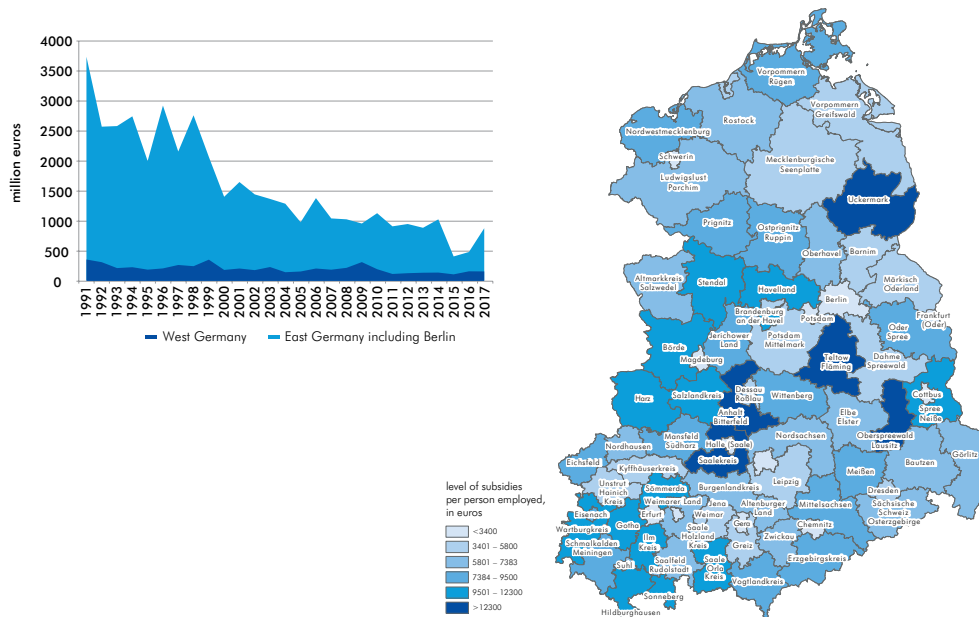 million euros
4000
3500
3000
2500
2000
1500
1000
500
0
1991
1992
1993
1994
1995
1996
1997
1998
1999
2000
2001
2002
2003
2004
2005
2006
2007
2008
2009
2010
2011
2012
2013
2014
2015
2016
2017
West Germany
East Germany including Berlin
Vorpommern
Rügen
Vorpommern
Greifswald
Rostock
Nordwestmecklenburg
Schwerin
Mecklenburgische
Seenplatte
Ludwigslust
Parchim
Uckermark
Prignitz
Ostprignitz
Ruppin
Oberhavel
Barnim
Altmarkkreis
Salzwedel
Stendal
Havelland
Märkisch
Oderland
Berlin
Brandenburg
an der Havel
Potsdam
Frankfurt
(Oder)
Oder
Spree
Jerichower
Land
Potsdam
Mittelmark
Börde
Magdeburg
Teltow
Fläming
Dahme
Spreewald
Harz
Salzlandkreis
Dessau
Roßlau
Wittenberg
Cottbus
Spree
Neiße
Anhalt
Bitterfeld
Elbe
Elster
Oberspreewald
Lausitz
Nordhausen
Mansfeld
Südharz
Halle (Saale)
Nordsachsen
Saalekreis
Eichsfeld
Kyffhäuserkreis
Meißen
Bautzen
Görlitz
Unstrut
Hainich
Kreis
Sömmerda
Burgenlandkreis
Leipzig
Dresden
Weimarer Land
Jena
Altenburger
Land
Mittelsachsen
Sächsische
Schweiz
Osterzgebirge
Eisenach
Erfurt
Weimar
Wartburgkreis
Gotha
Saale
Holzland
Kreis
Gera
Chemnitz
Schmalkalden
Meiningen
Ilm
Kreis
Greiz
Zwickau
Saalfeld
Rudolstadt
Saale
Orla
Kreis
Erzgebirgskreis
Suhl
Vogtlandkreis
Sonneberg
Hildburghausen
level of subsidies
per person employed,
in euros
<3400
3401 – 5800
5801 – 7383
7384 – 9500
9501 – 12300
>12300